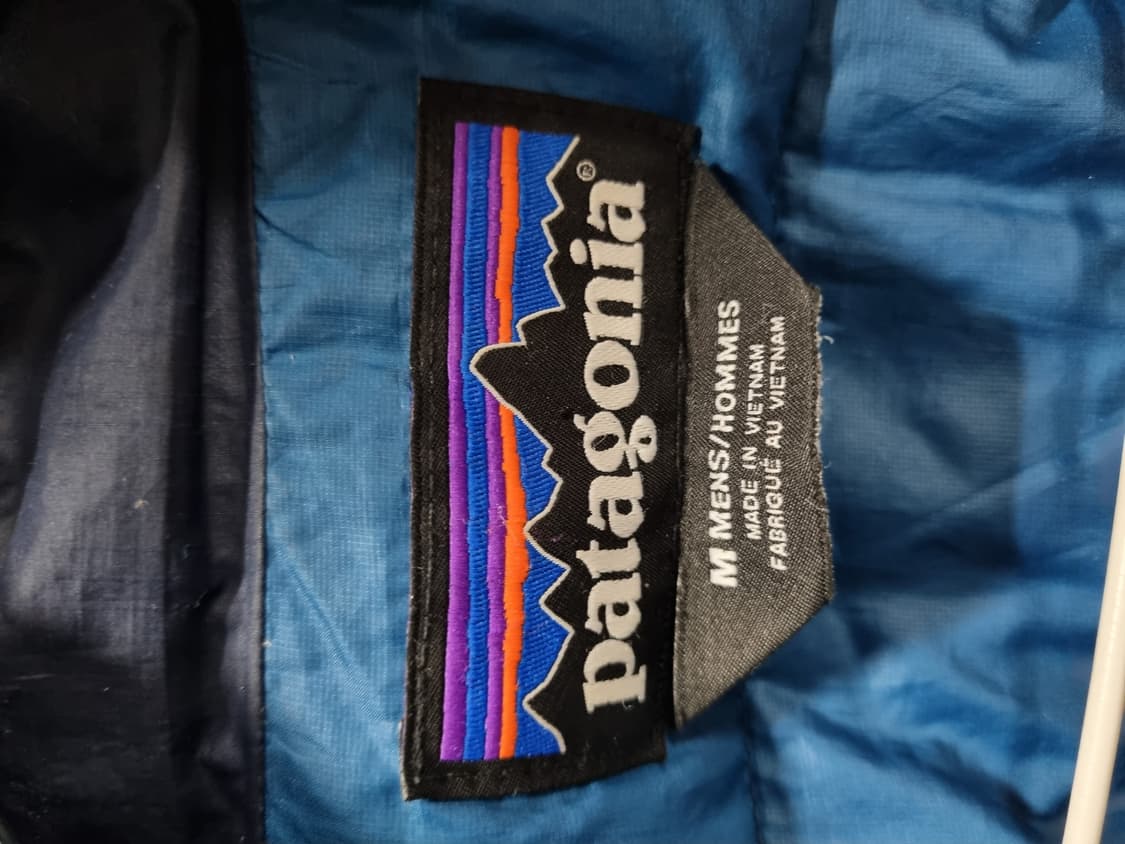 patagonia®
M MENS/HOMMES
MADE IN VIETNAM
FABRIQUÉ AU VIETNAM